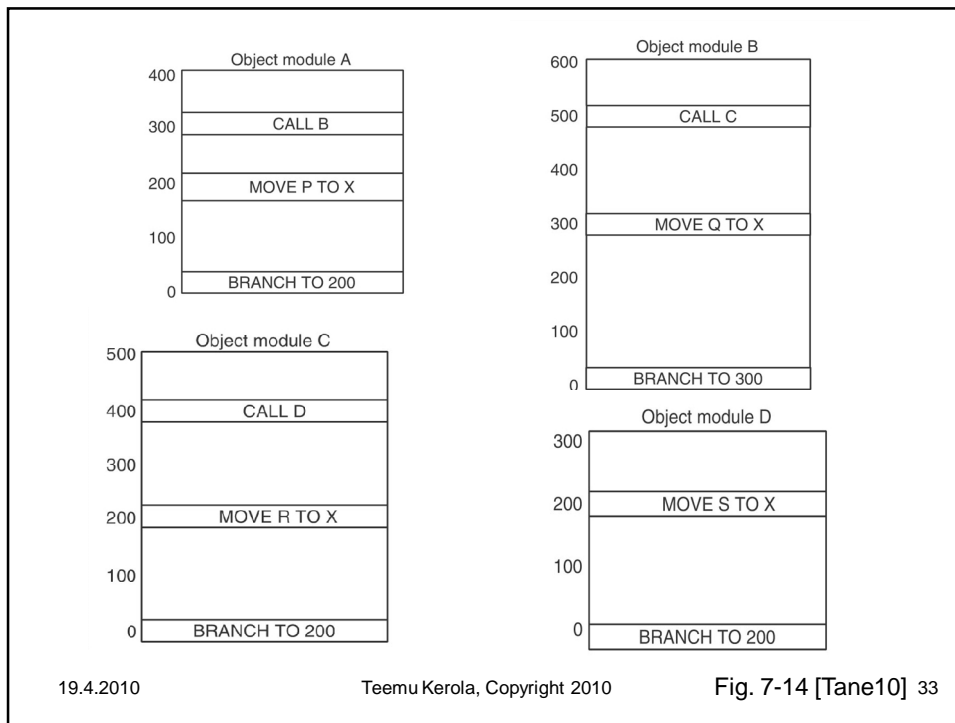 Object module A
400
300
CALL B
200
MOVE P TO X
100
BRANCH TO 200
0
Object module B
600
500
CALL C
400
300
MOVE Q TO X
200
100
BRANCH TO 300
0
Object module C
500
400
CALL D
300
200
MOVE R TO X
100
0
BRANCH TO 200
Object module D
300
200
MOVE S TO X
100
0
BRANCH TO 200
19.4.2010
Teemu Kerola, Copyright 2010
Fig. 7-14 [Tane10]
33